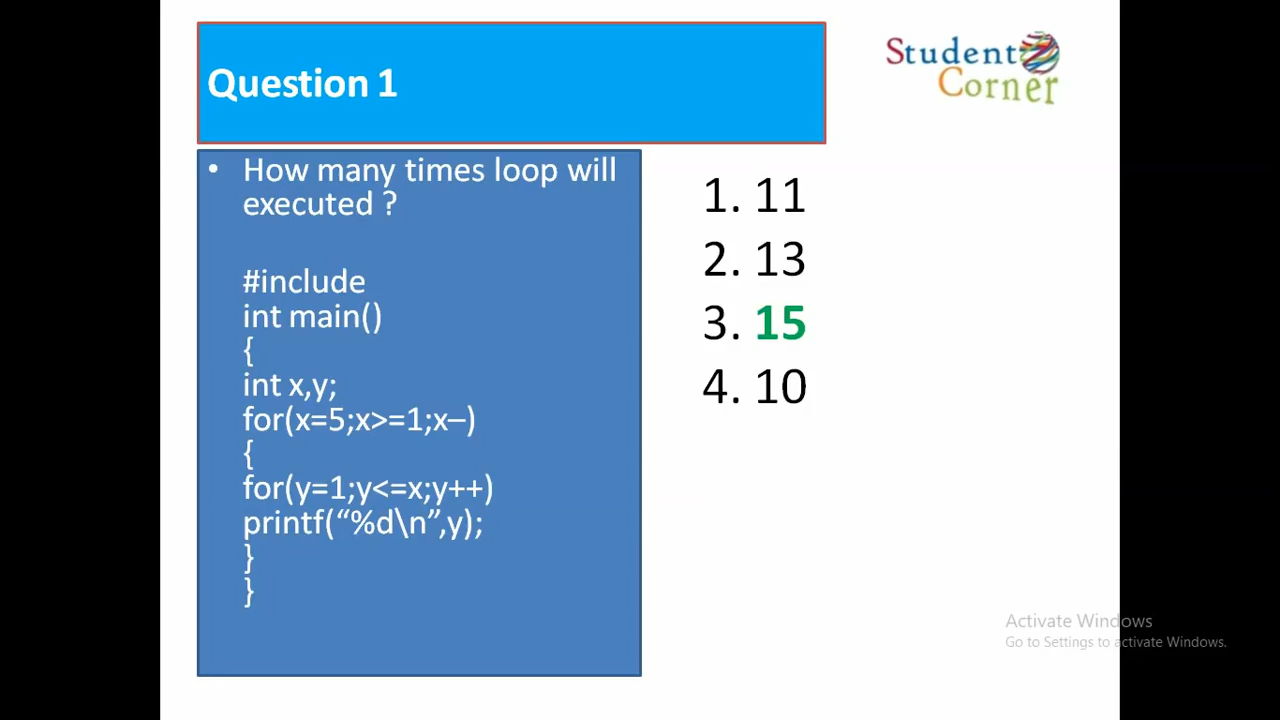 Question 1
Student
Corner
• How many times loop will
executed ?
#include
int main()
{
int x,y;
for(x=5;x>=1;x–)
{
for(y=1;y<=x;y++)
printf(“%d\n”,y);
}
}
1. 11
2. 13
3. 15
4. 10
Activate Windows
Go to Settings to activate Windows.